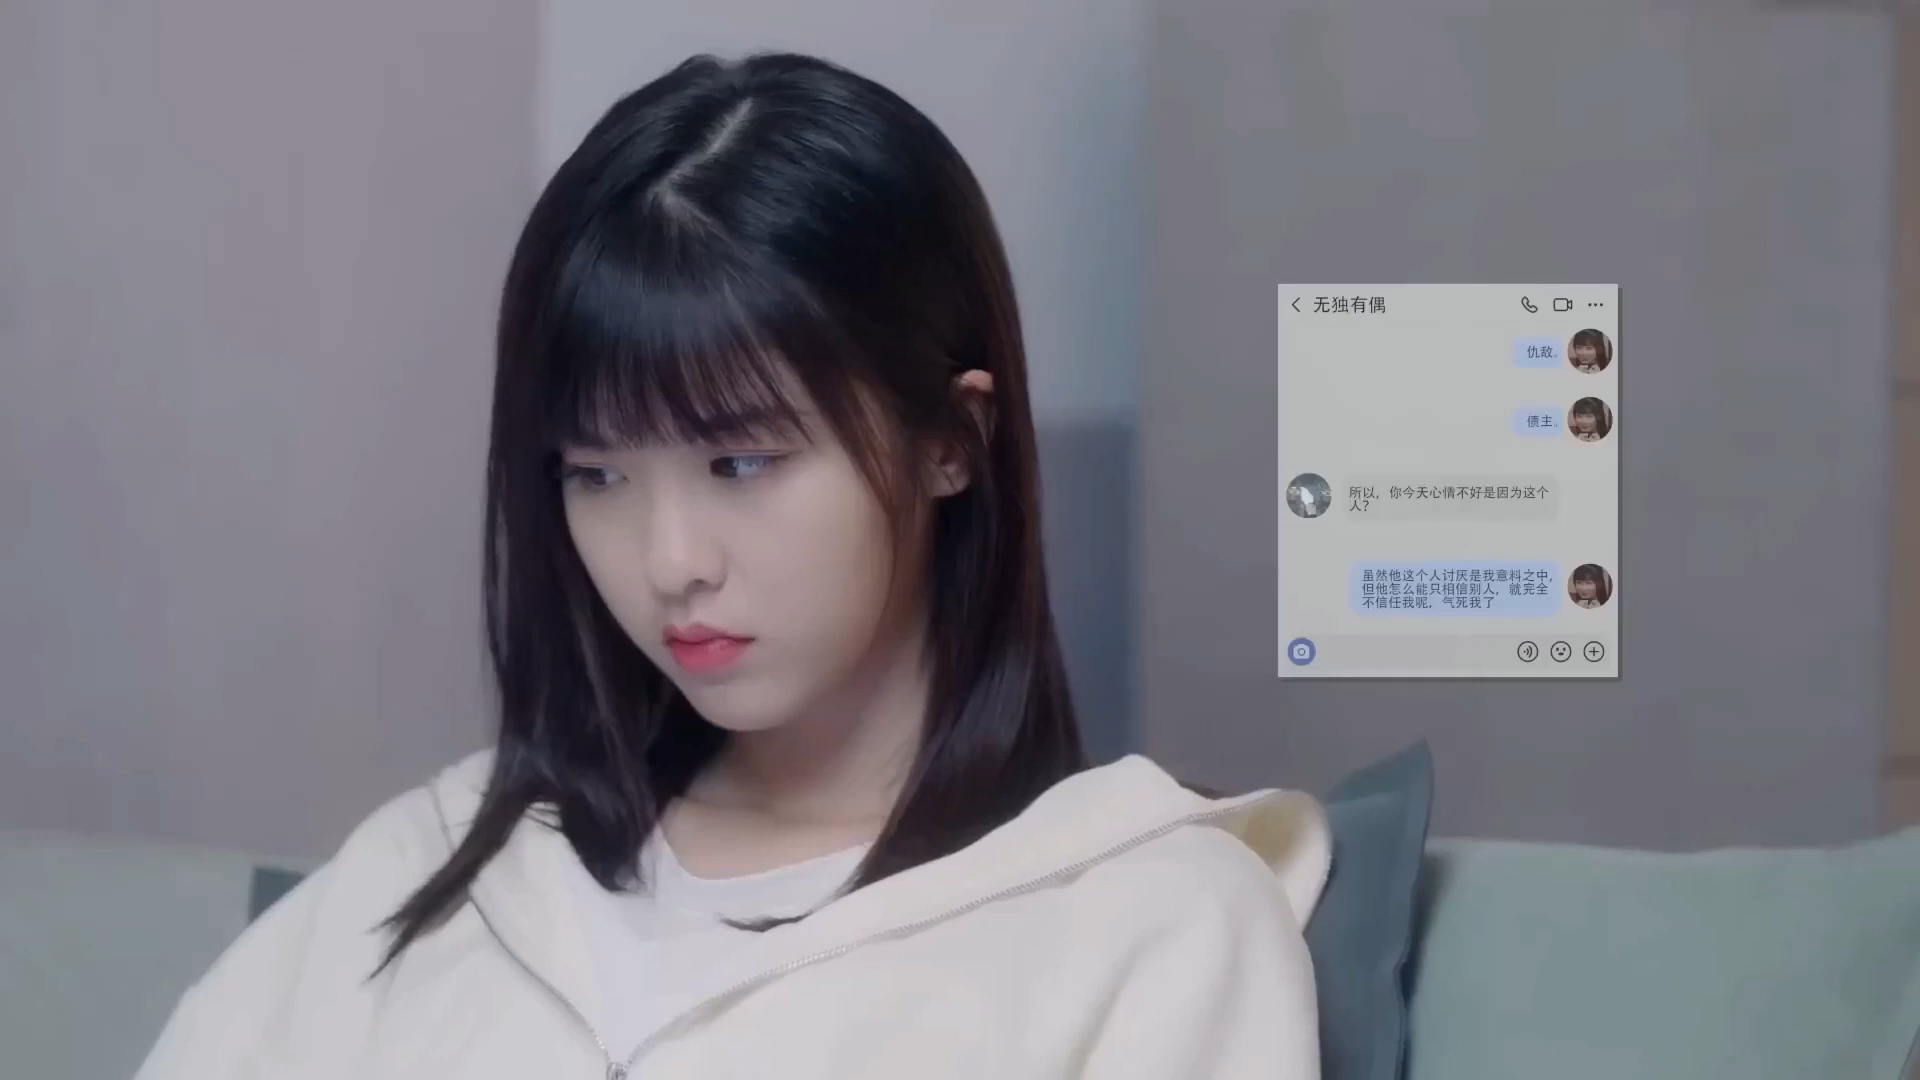 无独有偶
仇敌。
债主。
所以，你今天心情不好是因为这个
人？
虽然他这个人讨厌是我意料之中，
但他怎么能只相信别人，就完全
不信任我呢，气死我了